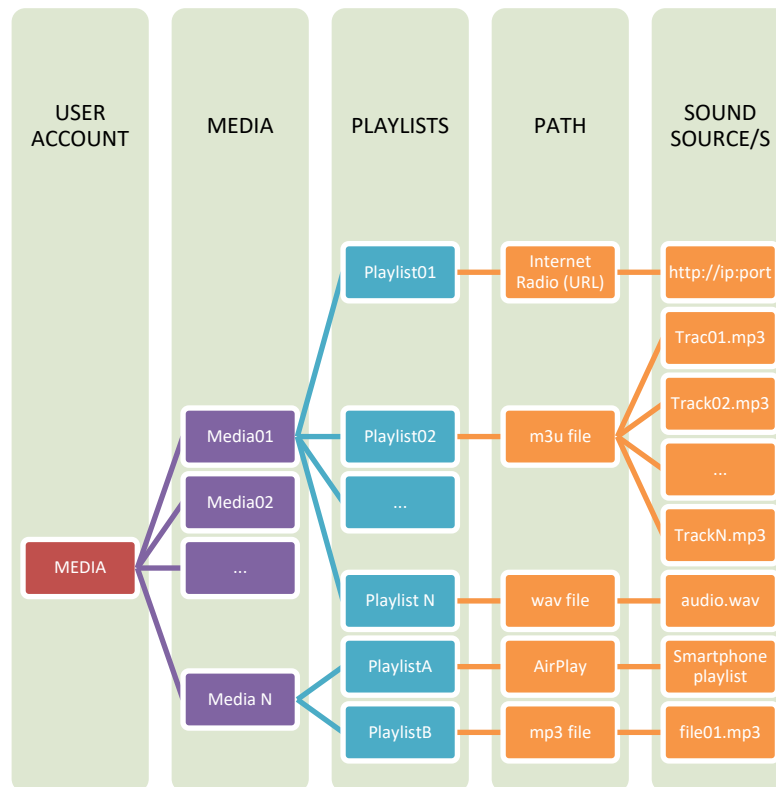 USER
ACCOUNT
MEDIA
PLAYLISTS
PATH
SOUND
SOURCE/S
Playlist01
Internet
Radio (URL)
http://ip:port
Trac01.mp3
Track02.mp3
Media01
Playlist02
m3u file
...
Media02
...
TrackN.mp3
MEDIA
...
Playlist N
wav file
audio.wav
PlaylistA
AirPlay
Smartphone
playlist
Media N
PlaylistB
mp3 file
file01.mp3